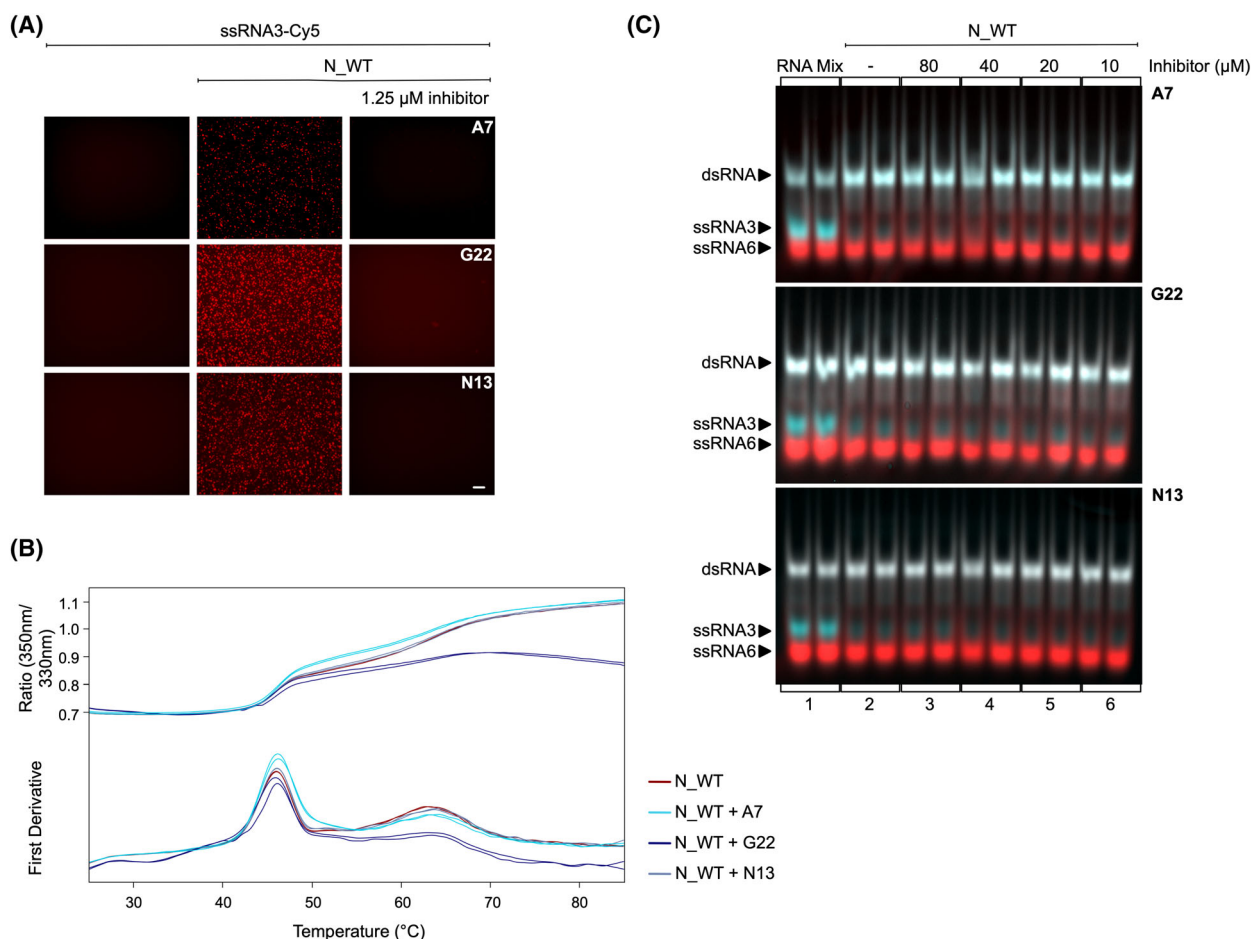 (A)
ssRNA3-Cy5
N_WT
1.25 µM inhibitor
A7
G22
N13
(B)
Ratio (350nm/
330nm)
1.1
1.0
0.9
0.8
0.7
First Derivative
30 40 50 60 70 80
Temperature (°C)
N_WT
N_WT + A7
N_WT + G22
N_WT + N13
(C)
N_WT
RNA Mix - 80 40 20 10 Inhibitor (µM)
A7
dsRNA
ssRNA3
ssRNA6
G22
dsRNA
ssRNA3
ssRNA6
N13
dsRNA
ssRNA3
ssRNA6
1 2 3 4 5 6